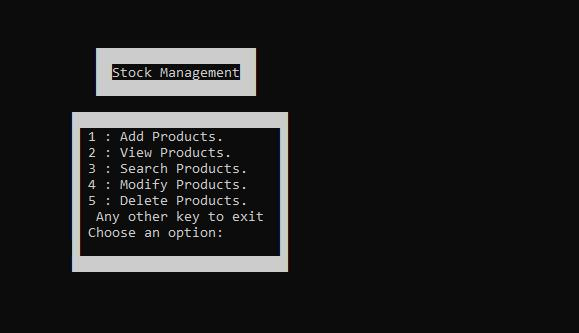 Stock Management
1 : Add Products.
2 : View Products.
3 : Search Products.
4 : Modify Products.
5 : Delete Products.
Any other key to exit
Choose an option: